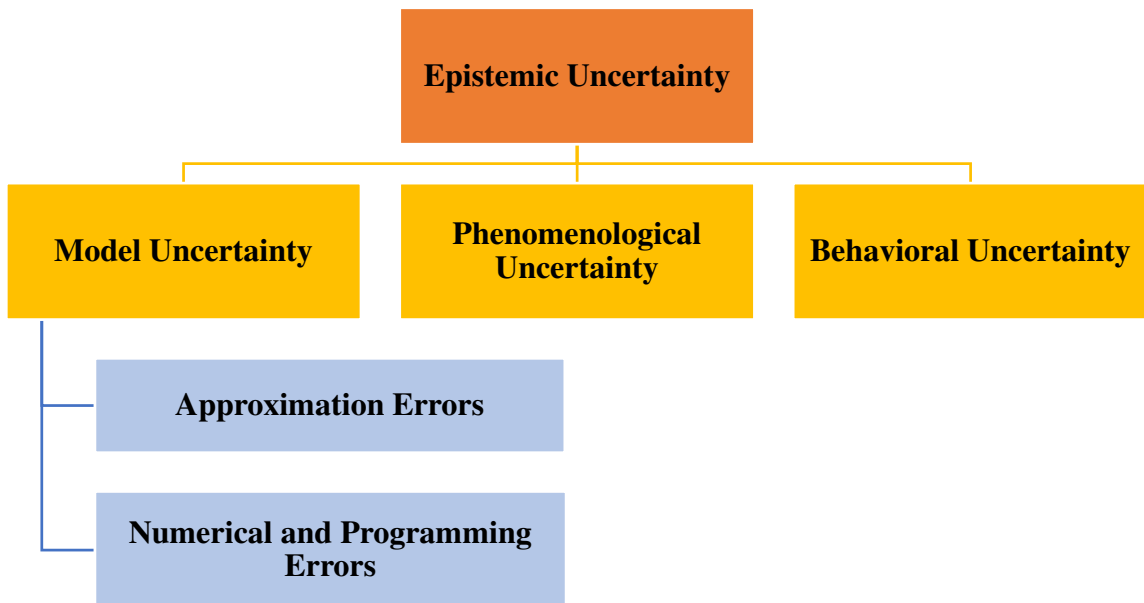 Epistemic Uncertainty
Model Uncertainty
Phenomenological
Uncertainty
Behavioral Uncertainty
Approximation Errors
Numerical and Programming
Errors